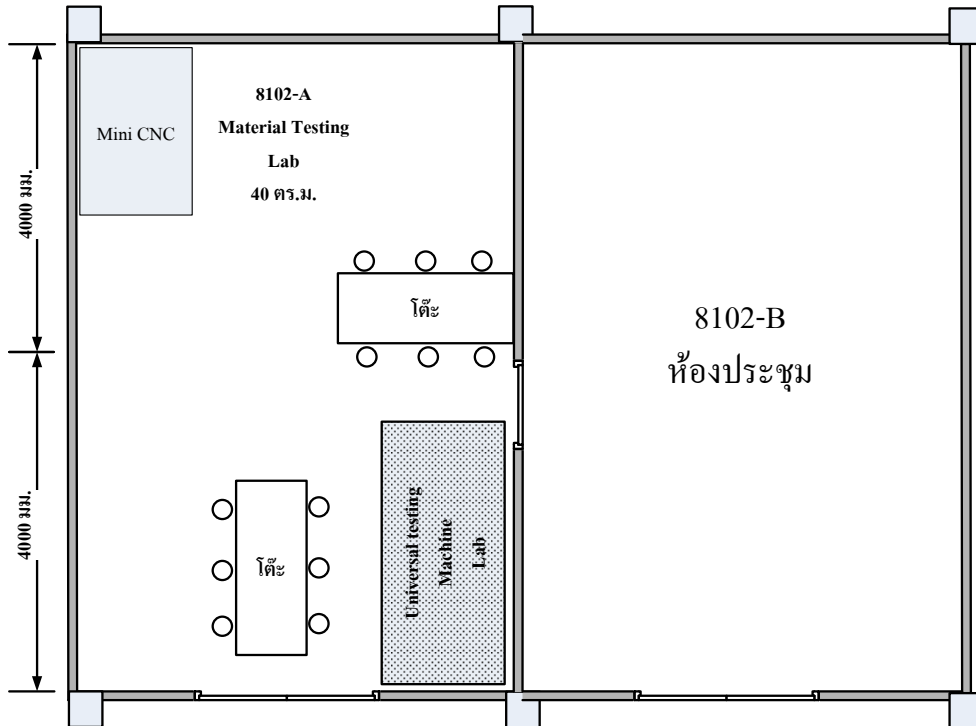 8102-A
Material Testing
Lab
40 ตร.ม.
Mini CNC
4000 มม.
โต๊ะ
8102-B
ห้องประชุม
4000 มม.
Universal testing
Machine
Lab
โต๊ะ